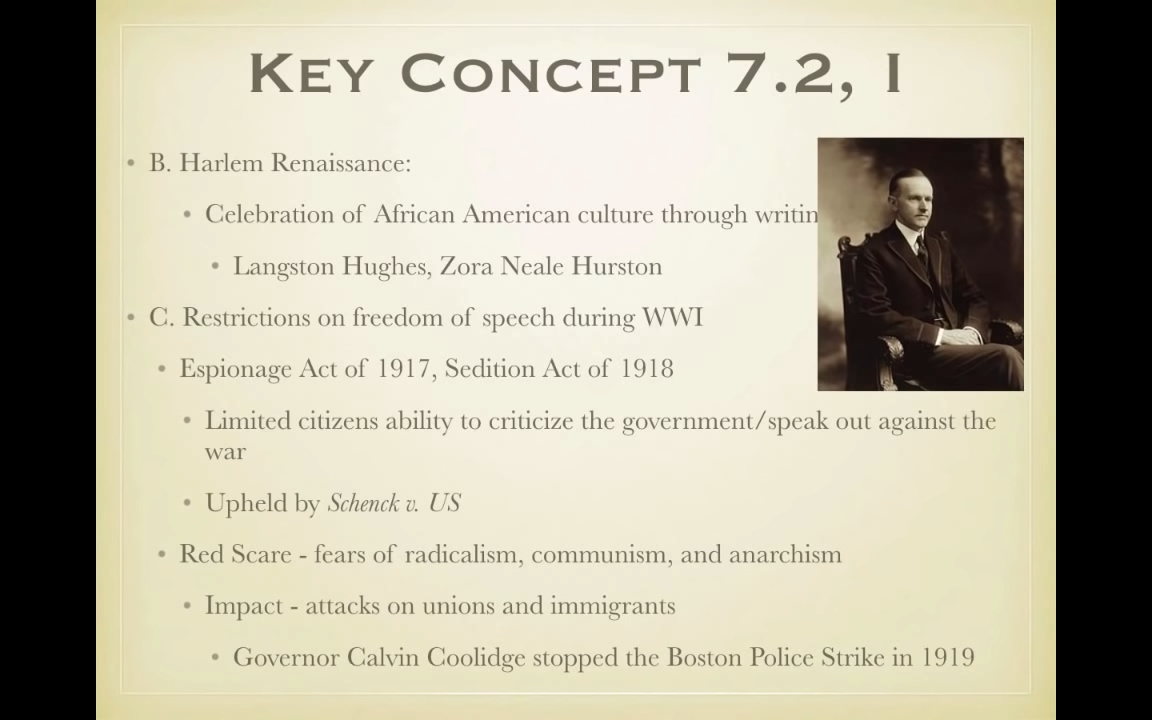 KEY CONCEPT 7.2, I
• B. Harlem Renaissance:
• Celebration of African American culture through writin
• Langston Hughes, Zora Neale Hurston
• C. Restrictions on freedom of speech during WWI
• Espionage Act of 1917, Sedition Act of 1918
• Limited citizens ability to criticize the government/speak out against the
war
• Upheld by Schenck v. US
• Red Scare - fears of radicalism, communism, and anarchism
• Impact - attacks on unions and immigrants
• Governor Calvin Coolidge stopped the Boston Police Strike in 1919